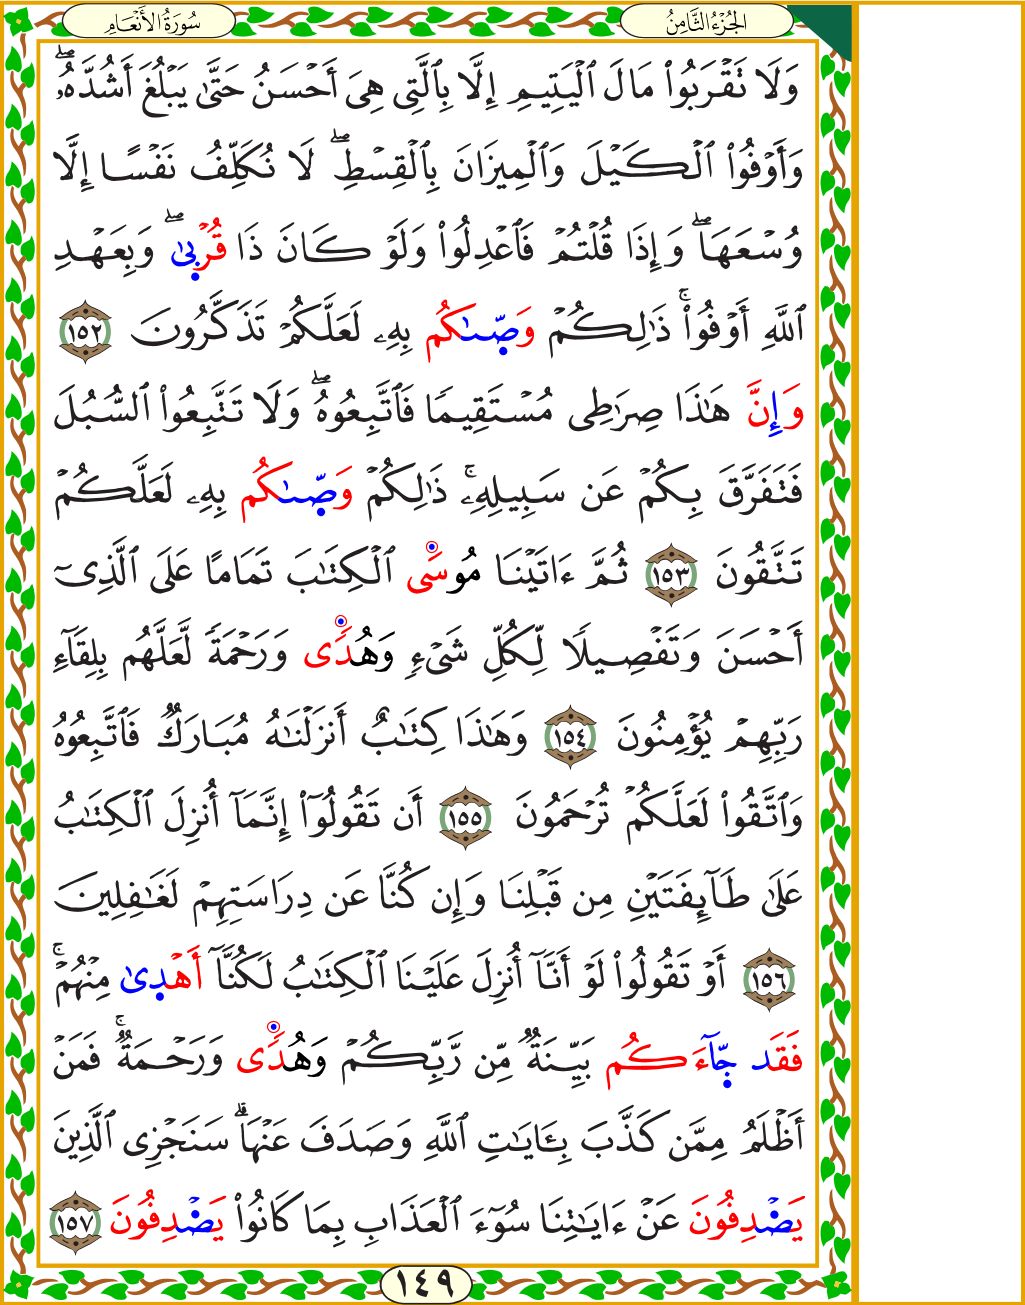 الجُزْءُ الثَّامِنُ
سُورَةُ الأَنْعَامِ
وَلَا تَقْرَبُواْ مَالَ ٱلْيَتِيمِ إِلَّا بِٱلَّتِى هِىَ أَحْسَنُ حَتَّىٰ يَبْلُغَ أَشُدَّهُۥۖ
وَأَوْفُواْ ٱلْكَيْلَ وَٱلْمِيزَانَ بِٱلْقِسْطِۖ لَا نُكَلِّفُ نَفْسًا إِلَّا
وُسْعَهَاۖ وَإِذَا قُلْتُمْ فَٱعْدِلُواْ وَلَوْ كَانَ ذَا قُرْبىٰۖ وَبِعَهْدِ
ٱللَّهِ أَوْفُواْۚ ذَٰلِكُمْ وَصّىٰكُم بِهِۦ لَعَلَّكُمْ تَذَكَّرُونَ ١٥٢
وَإِنَّ هَٰذَا صِرَٰطِى مُسْتَقِيمًا فَٱتَّبِعُوهُۖ وَلَا تَتَّبِعُواْ ٱلسُّبُلَ
فَتَفَرَّقَ بِكُمْ عَن سَبِيلِهِۦۚ ذَٰلِكُمْ وَصّىٰكُم بِهِۦ لَعَلَّكُمْ
تَتَّقُونَ ١٥٣ ثُمَّ ءَاتَيْنَا مُوسَى ٱلْكِتَٰبَ تَمَامًا عَلَى ٱلَّذِىٓ
أَحْسَنَ وَتَفْصِيلًا لِّكُلِّ شَىْءٍ وَهُدًى وَرَحْمَةً لَّعَلَّهُم بِلِقَآءِ
رَبِّهِمْ يُؤْمِنُونَ ١٥٤ وَهَٰذَا كِتَٰبٌ أَنزَلْنَٰهُ مُبَارَكٌ فَٱتَّبِعُوهُ
وَٱتَّقُواْ لَعَلَّكُمْ تُرْحَمُونَ ١٥٥ أَن تَقُولُوٓاْ إِنَّمَآ أُنزِلَ ٱلْكِتَٰبُ
عَلَىٰ طَآئِفَتَيْنِ مِن قَبْلِنَا وَإِن كُنَّا عَن دِرَاسَتِهِمْ لَغَٰفِلِينَ
١٥٦ أَوْ تَقُولُواْ لَوْ أَنَّآ أُنزِلَ عَلَيْنَا ٱلْكِتَٰبُ لَكُنَّآ أَهْدىٰ مِنْهُمْۚ
فَقَد جّآءَكُم بَيِّنَةٌ مِّن رَّبِّكُمْ وَهُدًى وَرَحْمَةٌۚ فَمَنْ
أَظْلَمُ مِمَّن كَذَّبَ بِـَٔايَٰتِ ٱللَّهِ وَصَدَفَ عَنْهَاۗ سَنَجْزِى ٱلَّذِينَ
يَصْدِفُونَ عَنْ ءَايَٰتِنَا سُوٓءَ ٱلْعَذَابِ بِمَا كَانُواْ يَصْدِفُونَ ١٥٧
١٤٩